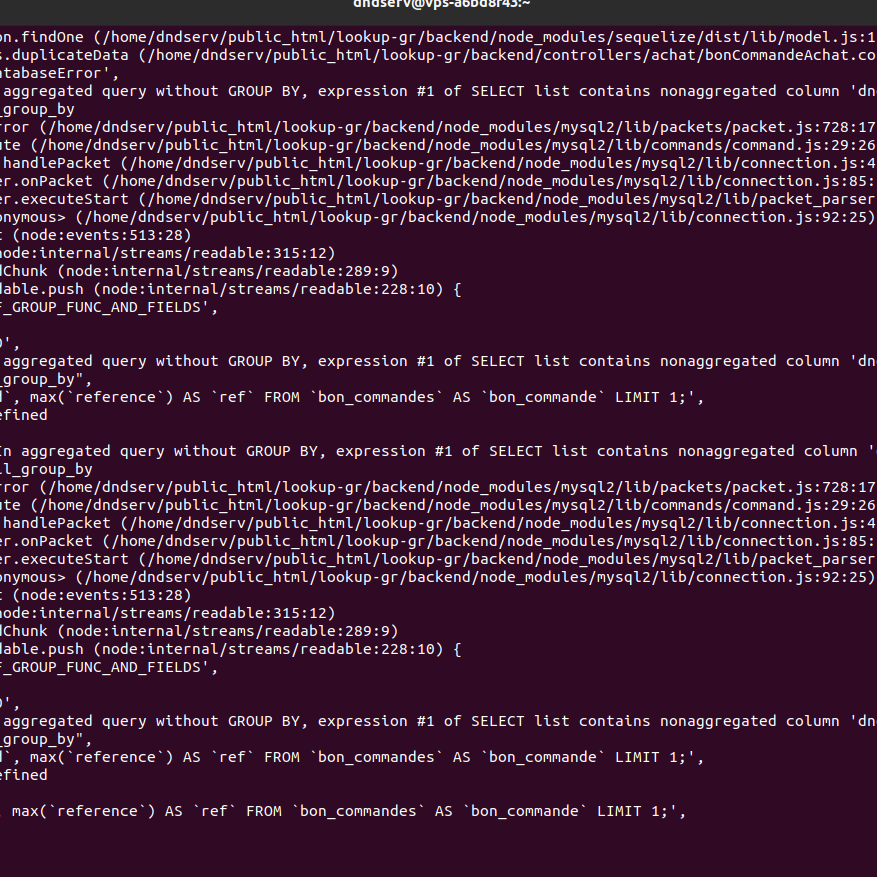 dndserv@vps-a6bd8f43:~
on.findOne (/home/dndserv/public_html/lookup-gr/backend/node_modules/sequelize/dist/lib/model.js:1
s.duplicateData (/home/dndserv/public_html/lookup-gr/backend/controllers/achat/bonCommandeAchat.co
atabaseError',
aggregated query without GROUP BY, expression #1 of SELECT list contains nonaggregated column 'dn
_group_by
rror (/home/dndserv/public_html/lookup-gr/backend/node_modules/mysql2/lib/packets/packet.js:728:17
ute (/home/dndserv/public_html/lookup-gr/backend/node_modules/mysql2/lib/commands/command.js:29:26
.handlePacket (/home/dndserv/public_html/lookup-gr/backend/node_modules/mysql2/lib/connection.js:4
er.onPacket (/home/dndserv/public_html/lookup-gr/backend/node_modules/mysql2/lib/connection.js:85:
er.executeStart (/home/dndserv/public_html/lookup-gr/backend/node_modules/mysql2/lib/packet_parser
onymous> (/home/dndserv/public_html/lookup-gr/backend/node_modules/mysql2/lib/connection.js:92:25)
t (node:events:513:28)
node:internal/streams/readable:315:12)
dChunk (node:internal/streams/readable:289:9)
dable.push (node:internal/streams/readable:228:10) {
F_GROUP_FUNC_AND_FIELDS',
0',
aggregated query without GROUP BY, expression #1 of SELECT list contains nonaggregated column 'dn
_group_by",
d`, max(`reference`) AS `ref` FROM `bon_commandes` AS `bon_commande` LIMIT 1;',
efined
In aggregated query without GROUP BY, expression #1 of SELECT list contains nonaggregated column '
ll_group_by
rror (/home/dndserv/public_html/lookup-gr/backend/node_modules/mysql2/lib/packets/packet.js:728:17
ute (/home/dndserv/public_html/lookup-gr/backend/node_modules/mysql2/lib/commands/command.js:29:26
.handlePacket (/home/dndserv/public_html/lookup-gr/backend/node_modules/mysql2/lib/connection.js:4
er.onPacket (/home/dndserv/public_html/lookup-gr/backend/node_modules/mysql2/lib/connection.js:85:
er.executeStart (/home/dndserv/public_html/lookup-gr/backend/node_modules/mysql2/lib/packet_parser
onymous> (/home/dndserv/public_html/lookup-gr/backend/node_modules/mysql2/lib/connection.js:92:25)
t (node:events:513:28)
node:internal/streams/readable:315:12)
dChunk (node:internal/streams/readable:289:9)
dable.push (node:internal/streams/readable:228:10) {
F_GROUP_FUNC_AND_FIELDS',
0',
aggregated query without GROUP BY, expression #1 of SELECT list contains nonaggregated column 'dn
_group_by",
d`, max(`reference`) AS `ref` FROM `bon_commandes` AS `bon_commande` LIMIT 1;',
efined
, max(`reference`) AS `ref` FROM `bon_commandes` AS `bon_commande` LIMIT 1;',